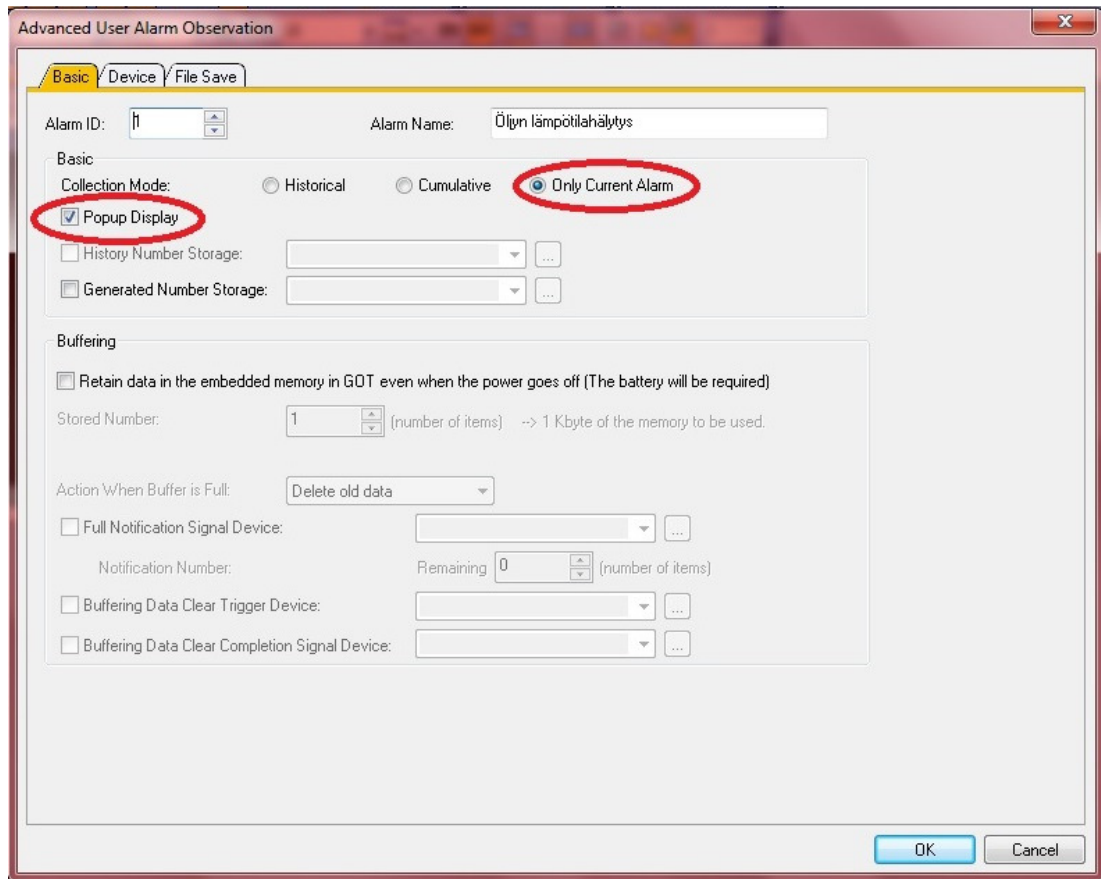 Advanced User Alarm Observation
Basic Device File Save
Alarm ID: 1 Alarm Name: Öljyn lämpötilahälytys
Basic
Collection Mode: Historical Cumulative Only Current Alarm
Popup Display
History Number Storage: ...
Generated Number Storage: ...
Buffering
Retain data in the embedded memory in GOT even when the power goes off (The battery will be required)
Stored Number: 1 (number of items) --> 1 Kbyte of the memory to be used.
Action When Buffer is Full: Delete old data
Full Notification Signal Device: ...
Notification Number: Remaining 0 (number of items)
Buffering Data Clear Trigger Device: ...
Buffering Data Clear Completion Signal Device: ...
OK Cancel